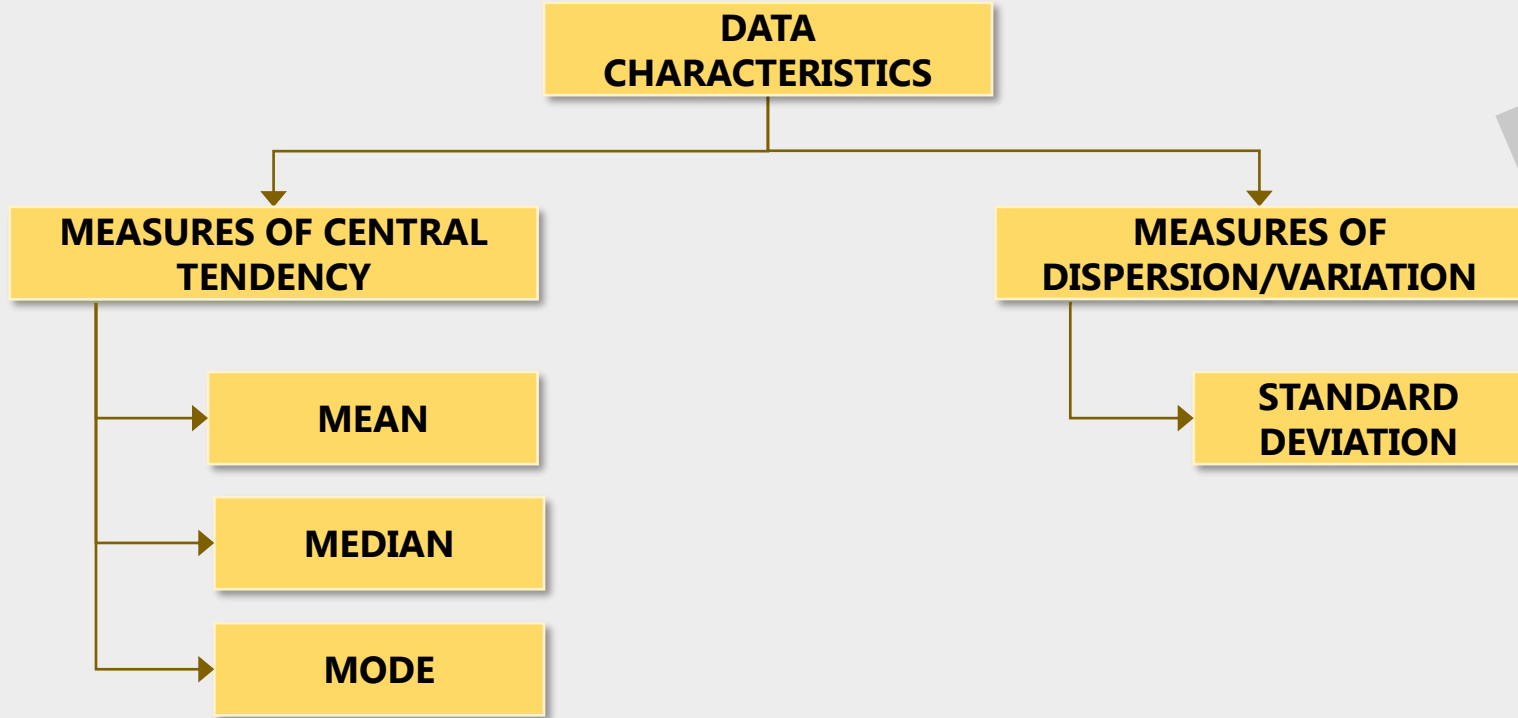 DATA
CHARACTERISTICS
MEASURES OF CENTRAL
TENDENCY
MEAN
MEDIAN
MODE
MEASURES OF
DISPERSION/VARIATION
STANDARD
DEVIATION